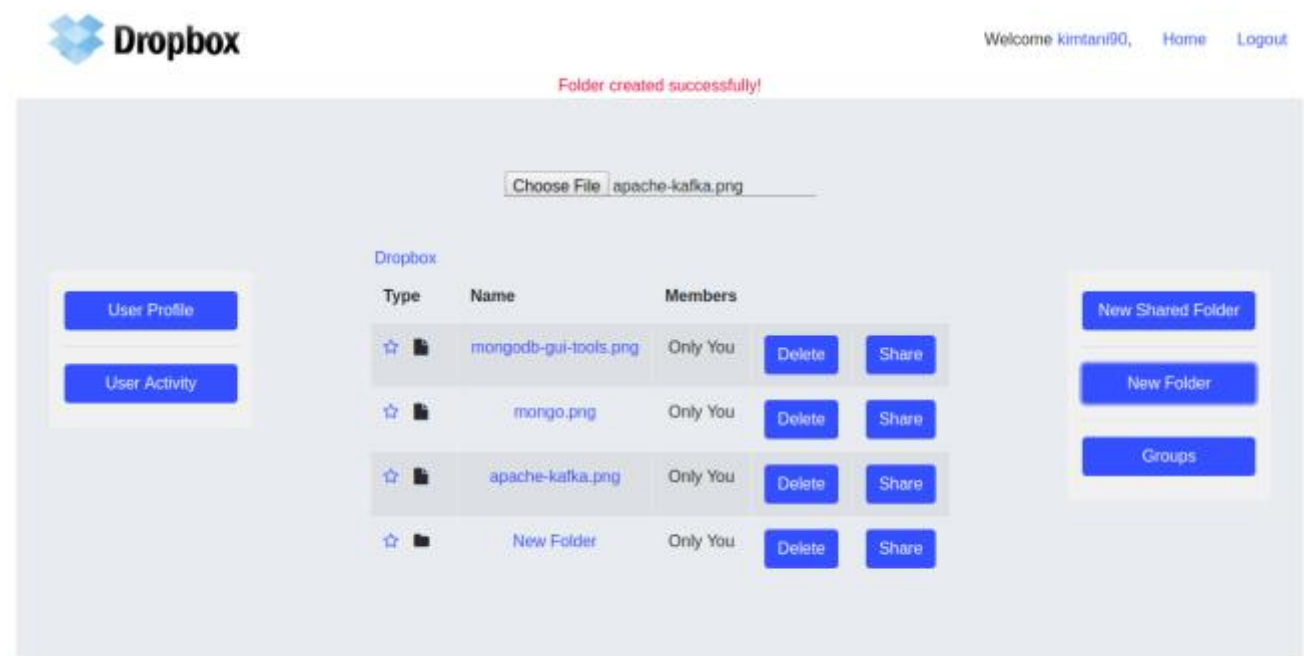 Dropbox
Welcome kimtani90, Home Logout
Folder created successfully!
Choose File apache-kafka.png
Dropbox
Type Name Members
User Profile
User Activity
mongodb-gui-tools.png Only You Delete Share
mongo.png Only You Delete Share
apache-kafka.png Only You Delete Share
New Folder Only You Delete Share
New Shared Folder
New Folder
Groups